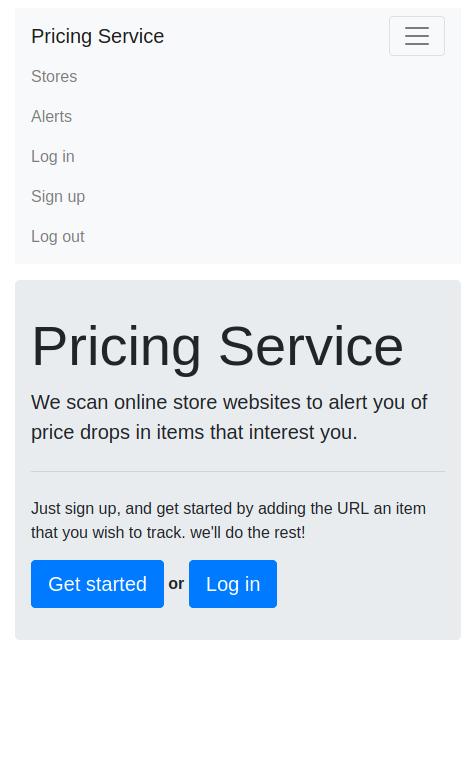 Pricing Service
Stores
Alerts
Log in
Sign up
Log out
Pricing Service
We scan online store websites to alert you of
price drops in items that interest you.
Just sign up, and get started by adding the URL an item
that you wish to track. we'll do the rest!
Get started or Log in